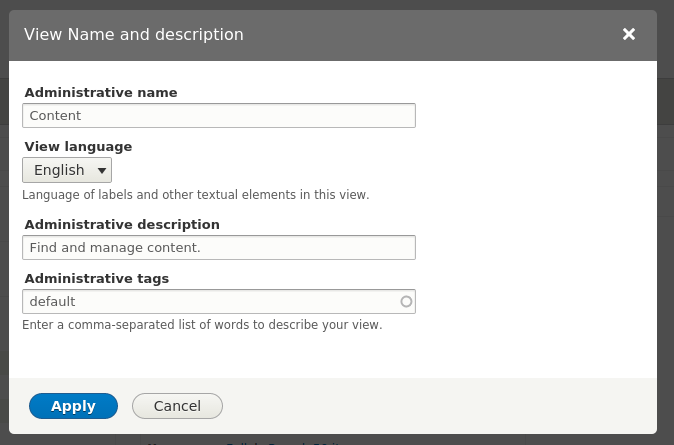 View Name and description
Administrative name
Content
View language
English
Language of labels and other textual elements in this view.
Administrative description
Find and manage content.
Administrative tags
default
Enter a comma-separated list of words to describe your view.
Apply
Cancel